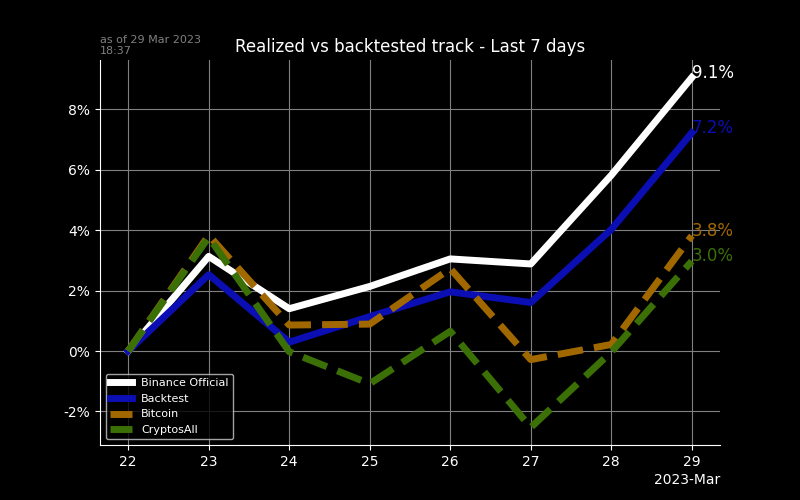 as of 29 Mar 2023
18:37
Realized vs backtested track - Last 7 days
9.1%
8%
7.2%
6%
4%
3.8%
3.0%
2%
0%
-2%
Binance Official
Backtest
Bitcoin
CryptosAll
22 23 24 25 26 27 28 29
2023-Mar